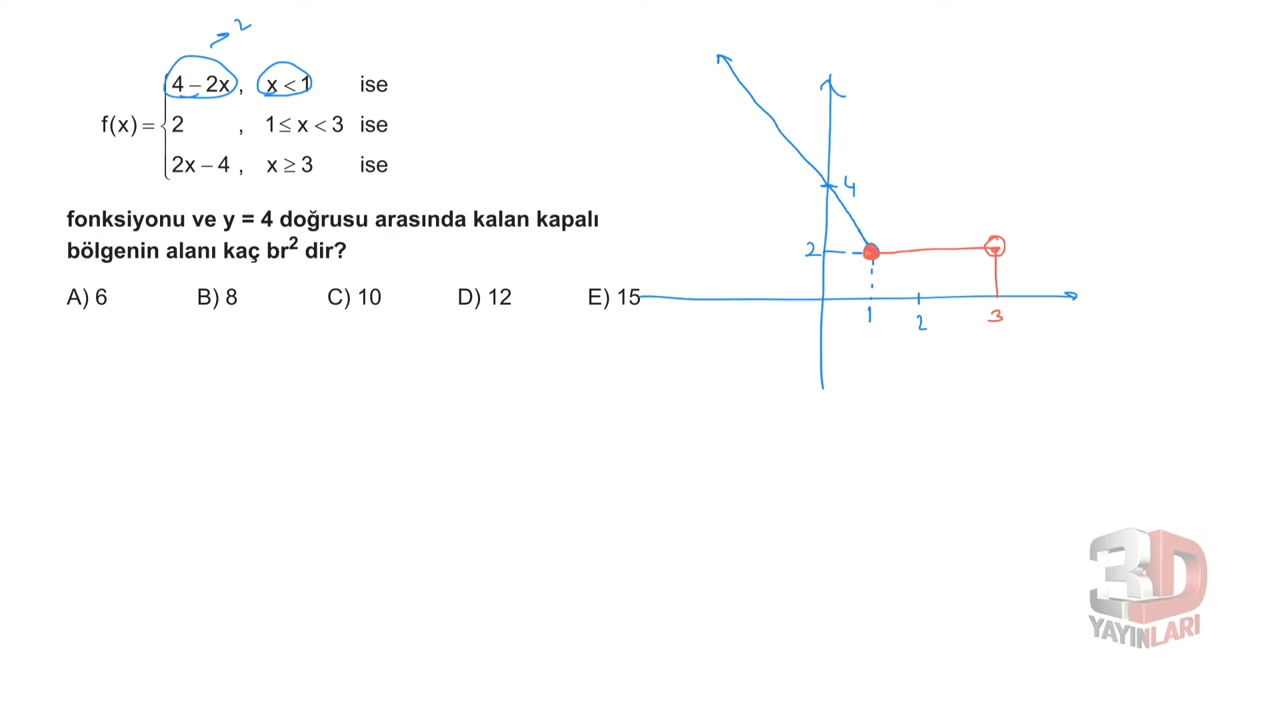 2
4 – 2x , x < 1 ise
f(x) = { 2 , 1 ≤ x < 3 ise
2x – 4 , x ≥ 3 ise
fonksiyonu ve y = 4 doğrusu arasında kalan kapalı
bölgenin alanı kaç br² dir?
A) 6 B) 8 C) 10 D) 12 E) 15
4
2
1 2 3
3D
YAYINLARI